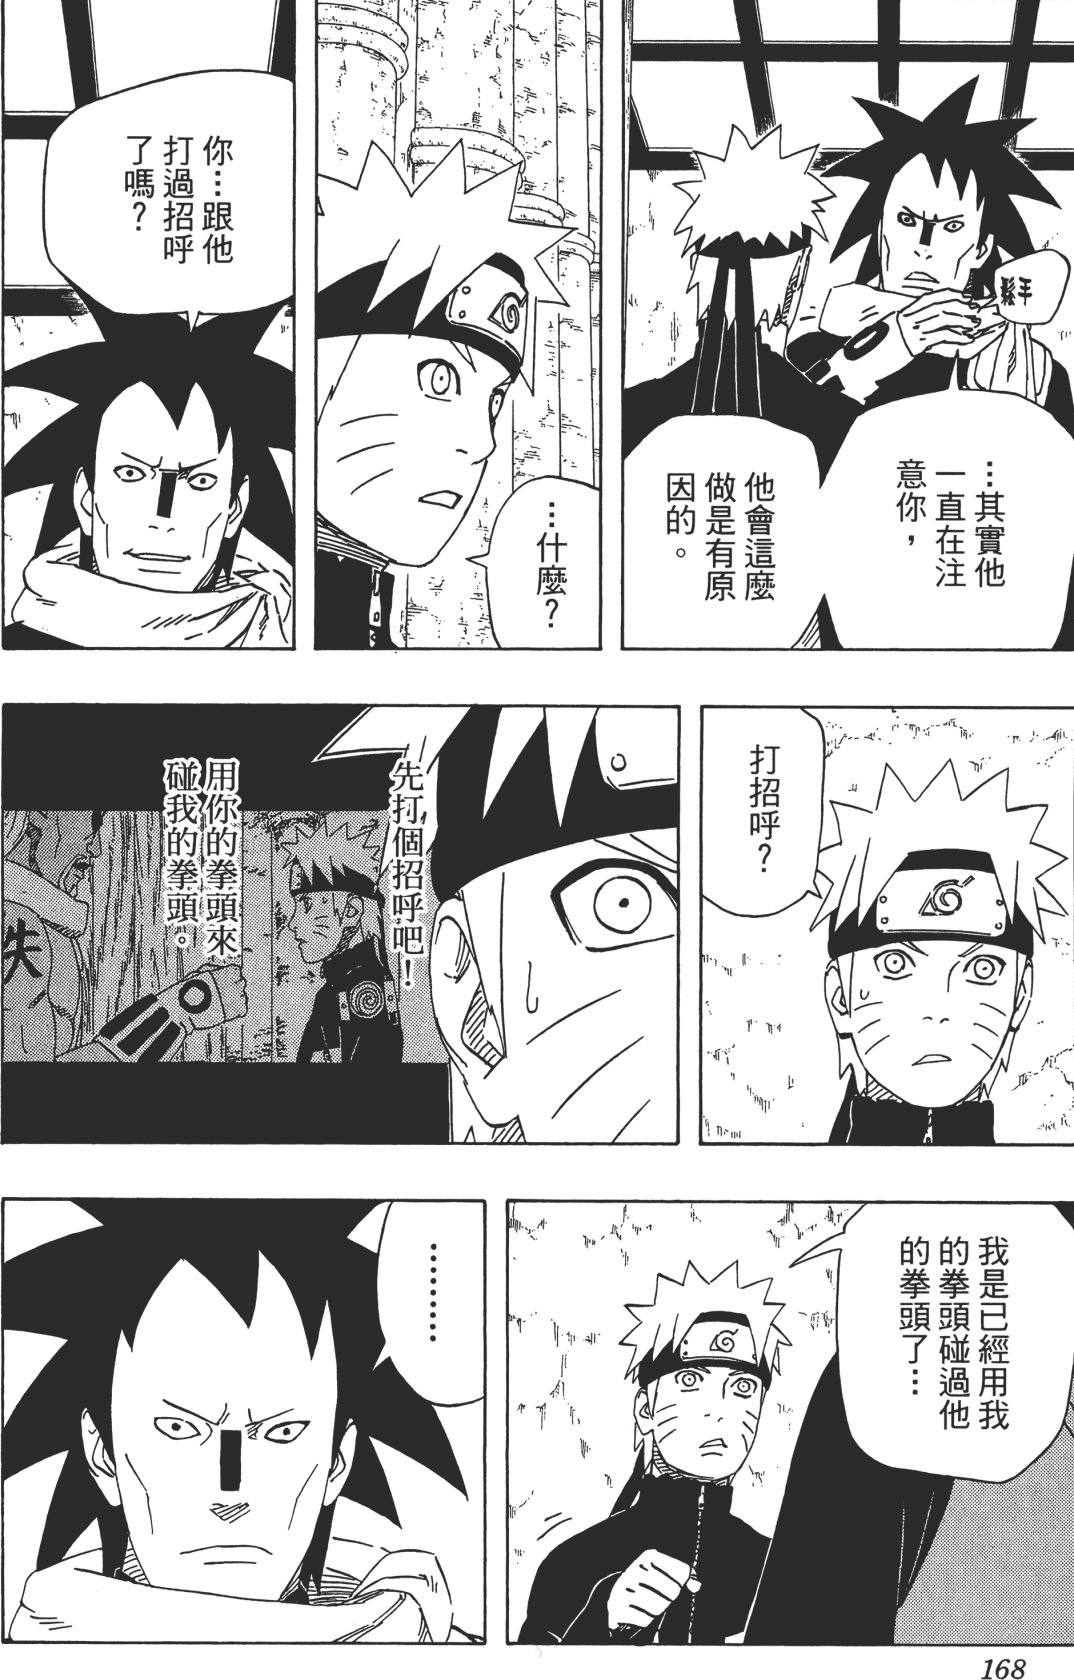 …其實他
一直在注
意你，
鬆手
他會這麼
做是有原
因的。
…什麼？
你…跟他
打過招呼
了嗎？
打招呼？
先打個招呼吧！
用你的拳頭來
碰我的拳頭。
失
我是已經用我
的拳頭碰過他
的拳頭了…
………
168